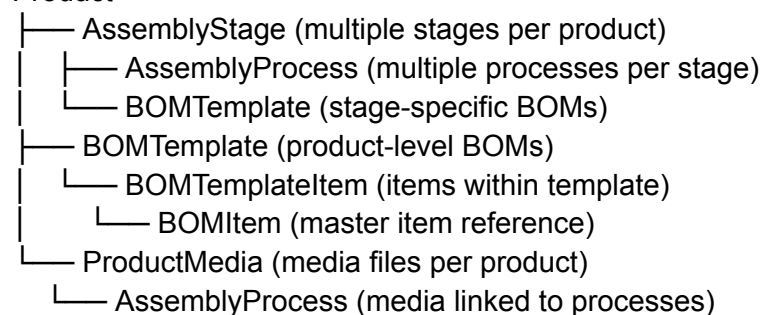 ├── AssemblyStage (multiple stages per product)
│   ├── AssemblyProcess (multiple processes per stage)
│   └── BOMTemplate (stage-specific BOMs)
├── BOMTemplate (product-level BOMs)
│   └── BOMTemplateItem (items within template)
│       └── BOMItem (master item reference)
└── ProductMedia (media files per product)
    └── AssemblyProcess (media linked to processes)